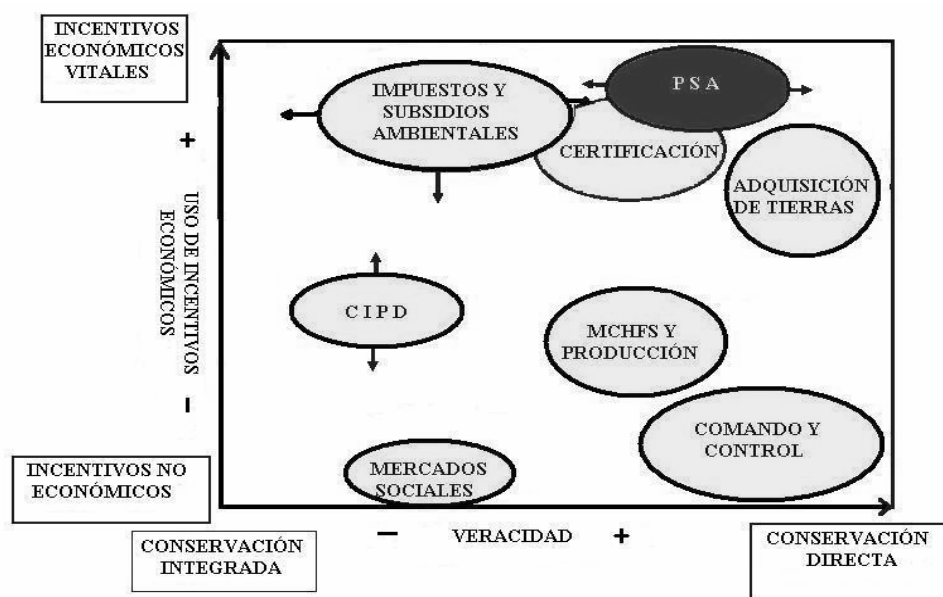 INCENTIVOS
ECONÓMICOS
VITALES
+
USO DE INCENTIVOS
ECONÓMICOS
−
INCENTIVOS NO
ECONÓMICOS
IMPUESTOS Y
SUBSIDIOS
AMBIENTALES
P S A
CERTIFICACIÓN
ADQUISICIÓN
DE TIERRAS
C I P D
MCHFS Y
PRODUCCIÓN
COMANDO Y
CONTROL
MERCADOS
SOCIALES
CONSERVACIÓN
INTEGRADA
− VERACIDAD +
CONSERVACIÓN
DIRECTA